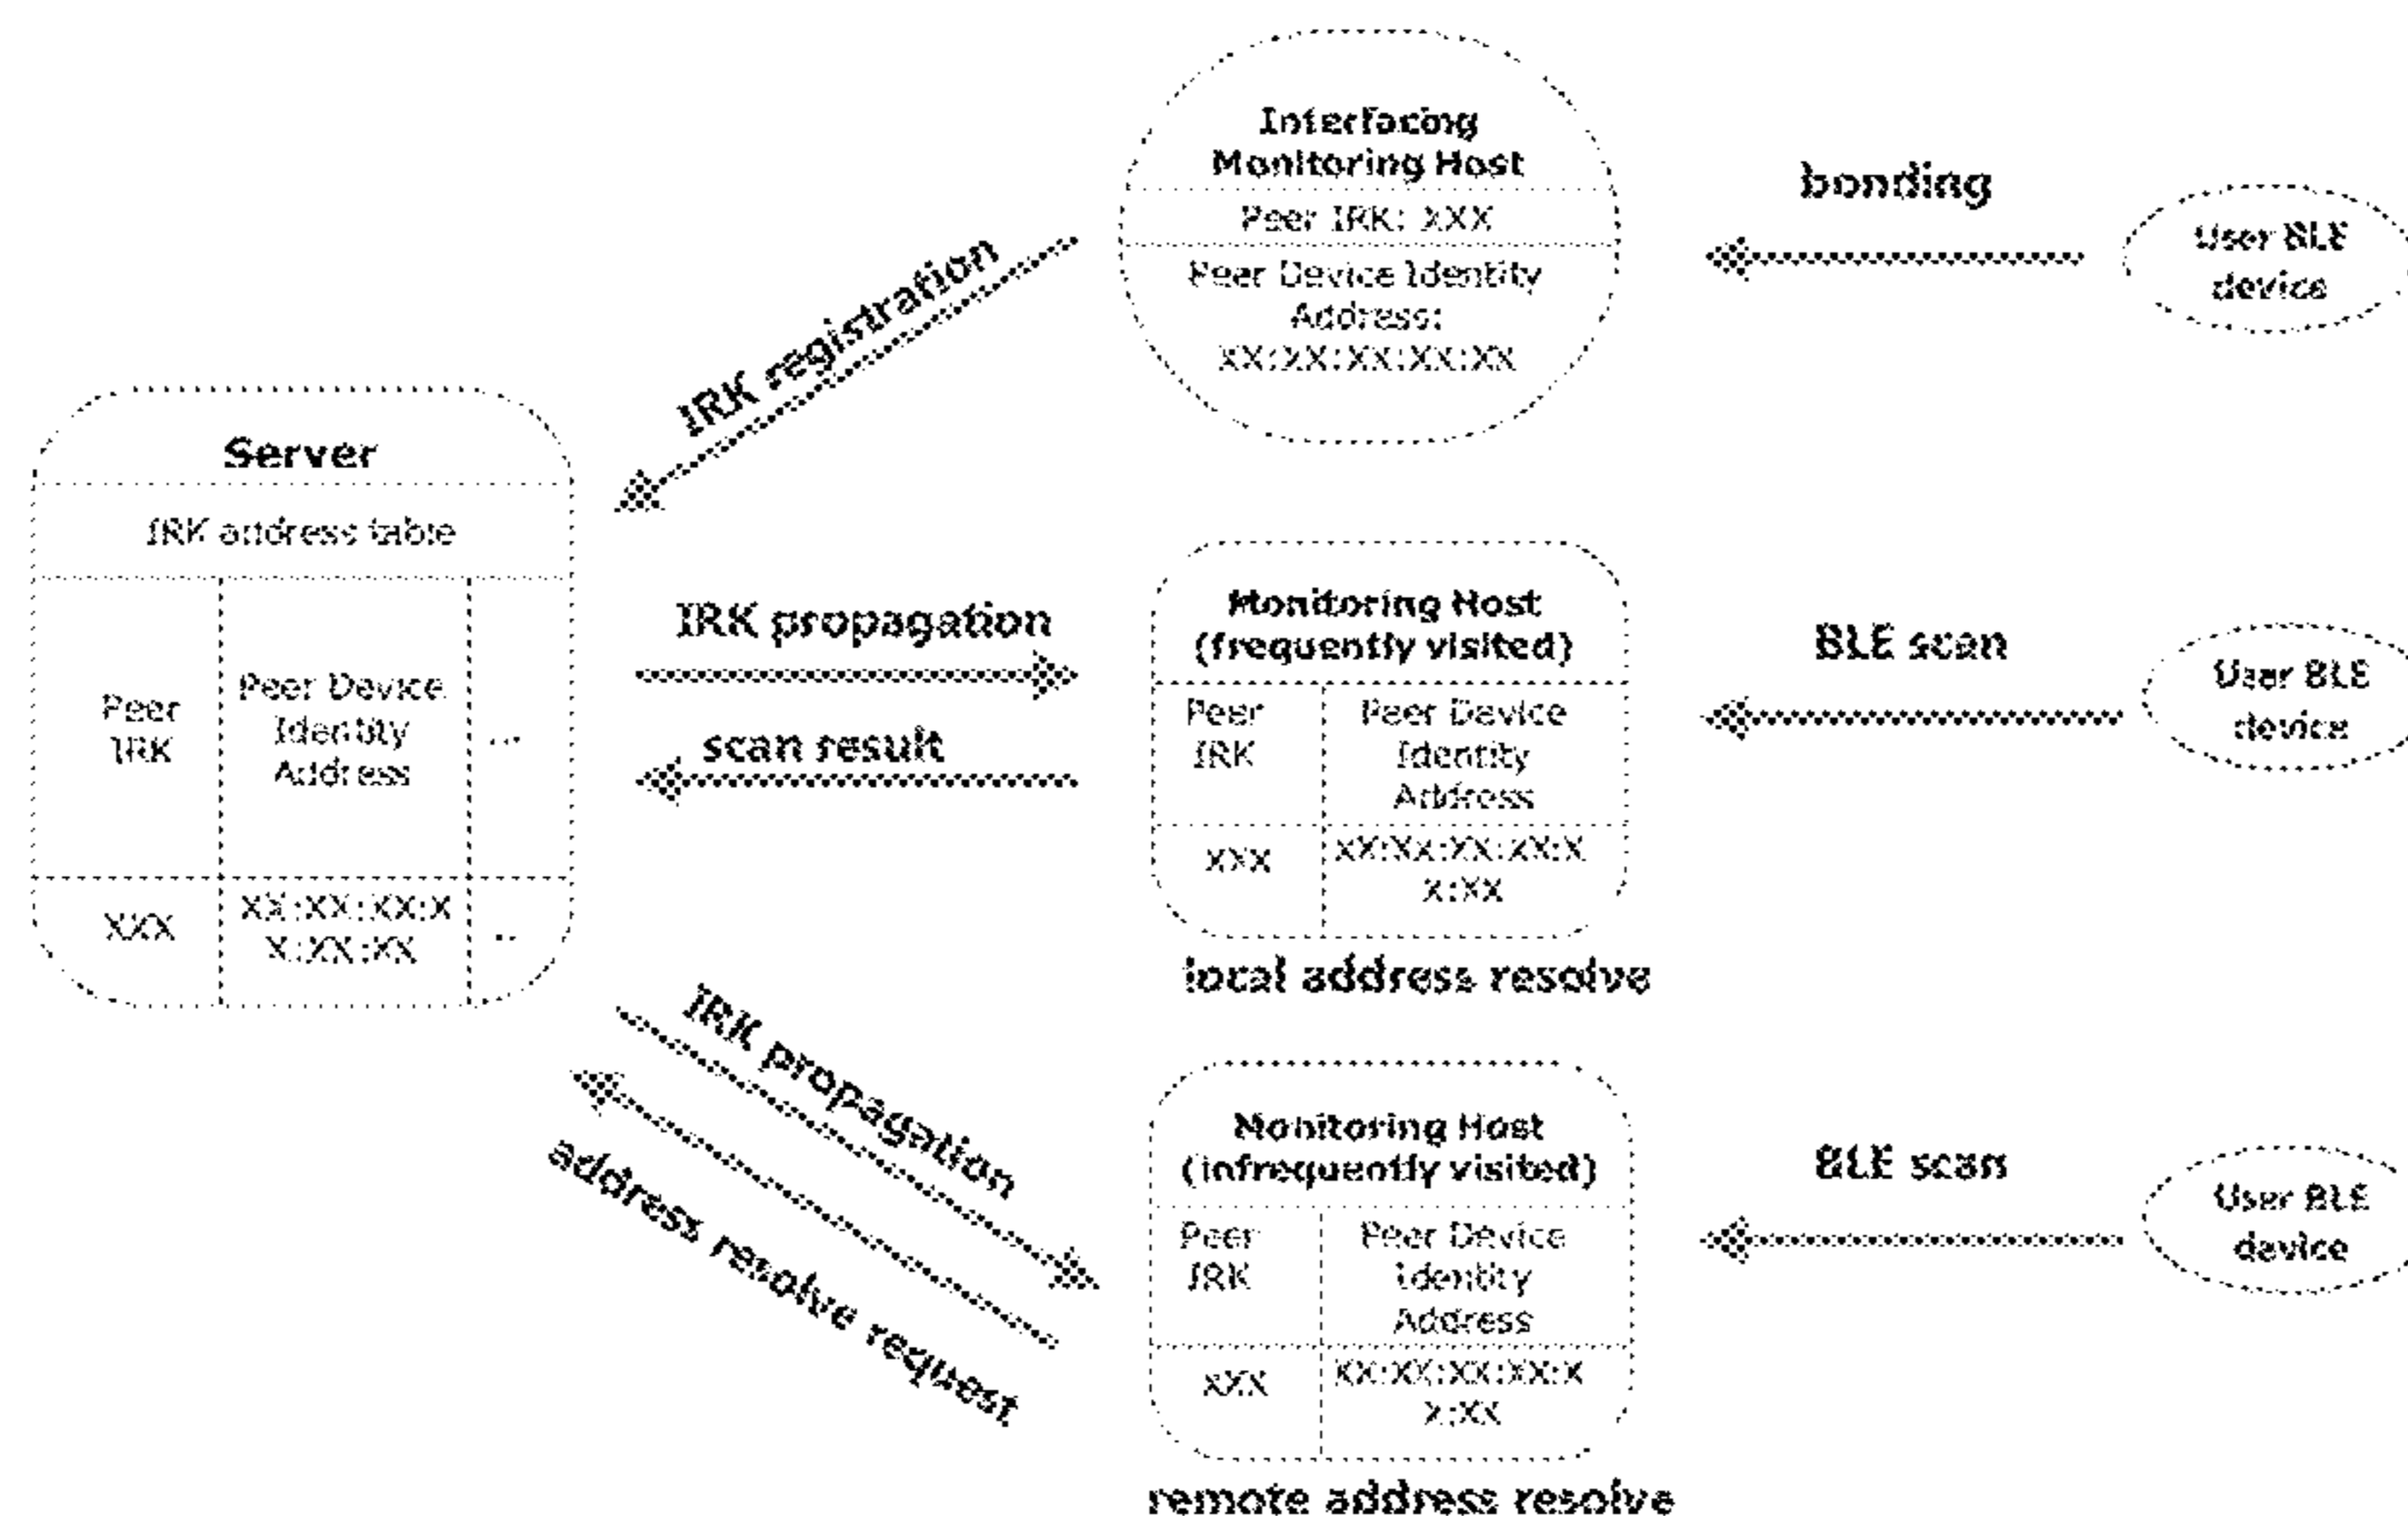 Interfacing
Monitoring Host
Peer IRK: XXX
Peer Device Identity
Address:
XX:XX:XX:XX:XX
bonding
User BLE
device
IRK registration
Server
IRK address table
Peer
IRK
Peer Device
Identity
Address
...
XXX
XX:XX:XX:X
X:XX:XX
..
IRK propagation
scan result
Monitoring Host
(frequently visited)
Peer
IRK
Peer Device
Identity
Address
XXX
XX:XX:XX:XX:X
X:XX
local address resolve
BLE scan
User BLE
device
IRK propagation
address resolve request
Monitoring Host
(infrequently visited)
Peer
IRK
Peer Device
Identity
Address
XXX
XX:XX:XX:XX:X
X:XX
remote address resolve
BLE scan
User BLE
device